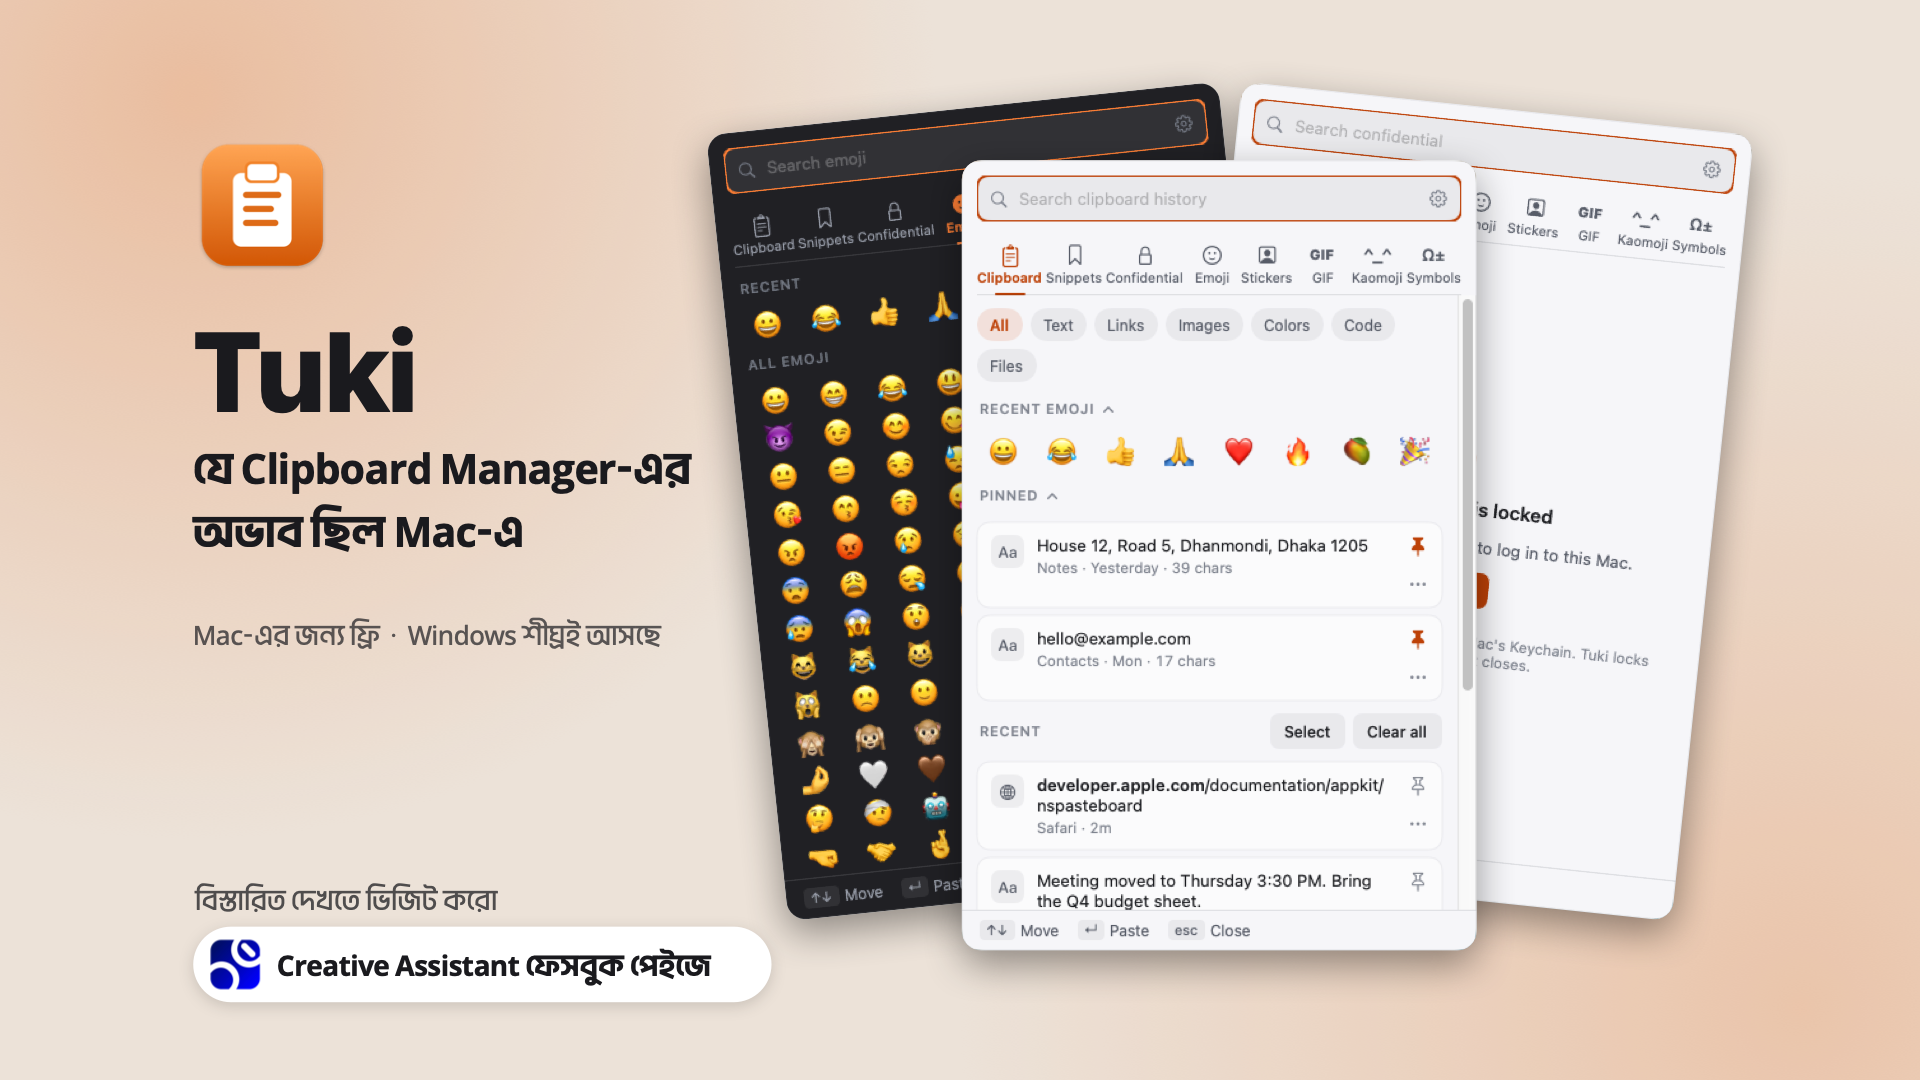 Tuki
যে Clipboard Manager-এর
অভাব ছিল Mac-এ
Mac-এর জন্য ফ্রি · Windows শীঘ্রই আসছে
বিস্তারিত দেখতে ভিজিট করো
Creative Assistant ফেসবুক পেইজে
Search emoji
Clipboard Snippets Confidential
RECENT
ALL EMOJI
↑↓ Move ↵
Search clipboard history
Clipboard Snippets Confidential Emoji Stickers GIF GIF Kaomoji Symbols
^_^ Ω±
All Text Links Images Colors Code
Files
RECENT EMOJI
PINNED
Aa House 12, Road 5, Dhanmondi, Dhaka 1205
Notes · Yesterday · 39 chars
Aa hello@example.com
Contacts · Mon · 17 chars
RECENT Select Clear all
developer.apple.com/documentation/appkit/
nspasteboard
Safari · 2m
Aa Meeting moved to Thursday 3:30 PM. Bring
the Q4 budget sheet.
↑↓ Move ↵ Paste esc Close
Search confidential
Stickers GIF GIF ^_^ Kaomoji Ω± Symbols
locked
to log in to this Mac.
Keychain. Tuki locks
closes.